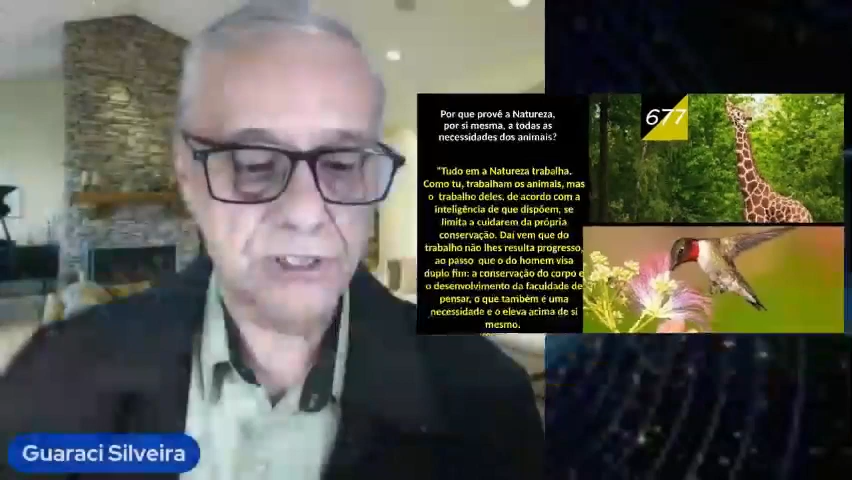 Por que provê a Natureza,
por si mesma, a todas as
necessidades dos animais?
677
"Tudo em a Natureza trabalha.
Como tu, trabalham os animais, mas
o trabalho deles, de acordo com a
inteligência de que dispõem, se
limita a cuidarem da própria
conservação. Daí vem que do
trabalho não lhes resulta progresso,
ao passo que o do homem visa
duplo fim: a conservação do corpo e
o desenvolvimento da faculdade de
pensar, o que também é uma
necessidade e o eleva acima de si
mesmo.
Guaraci Silveira